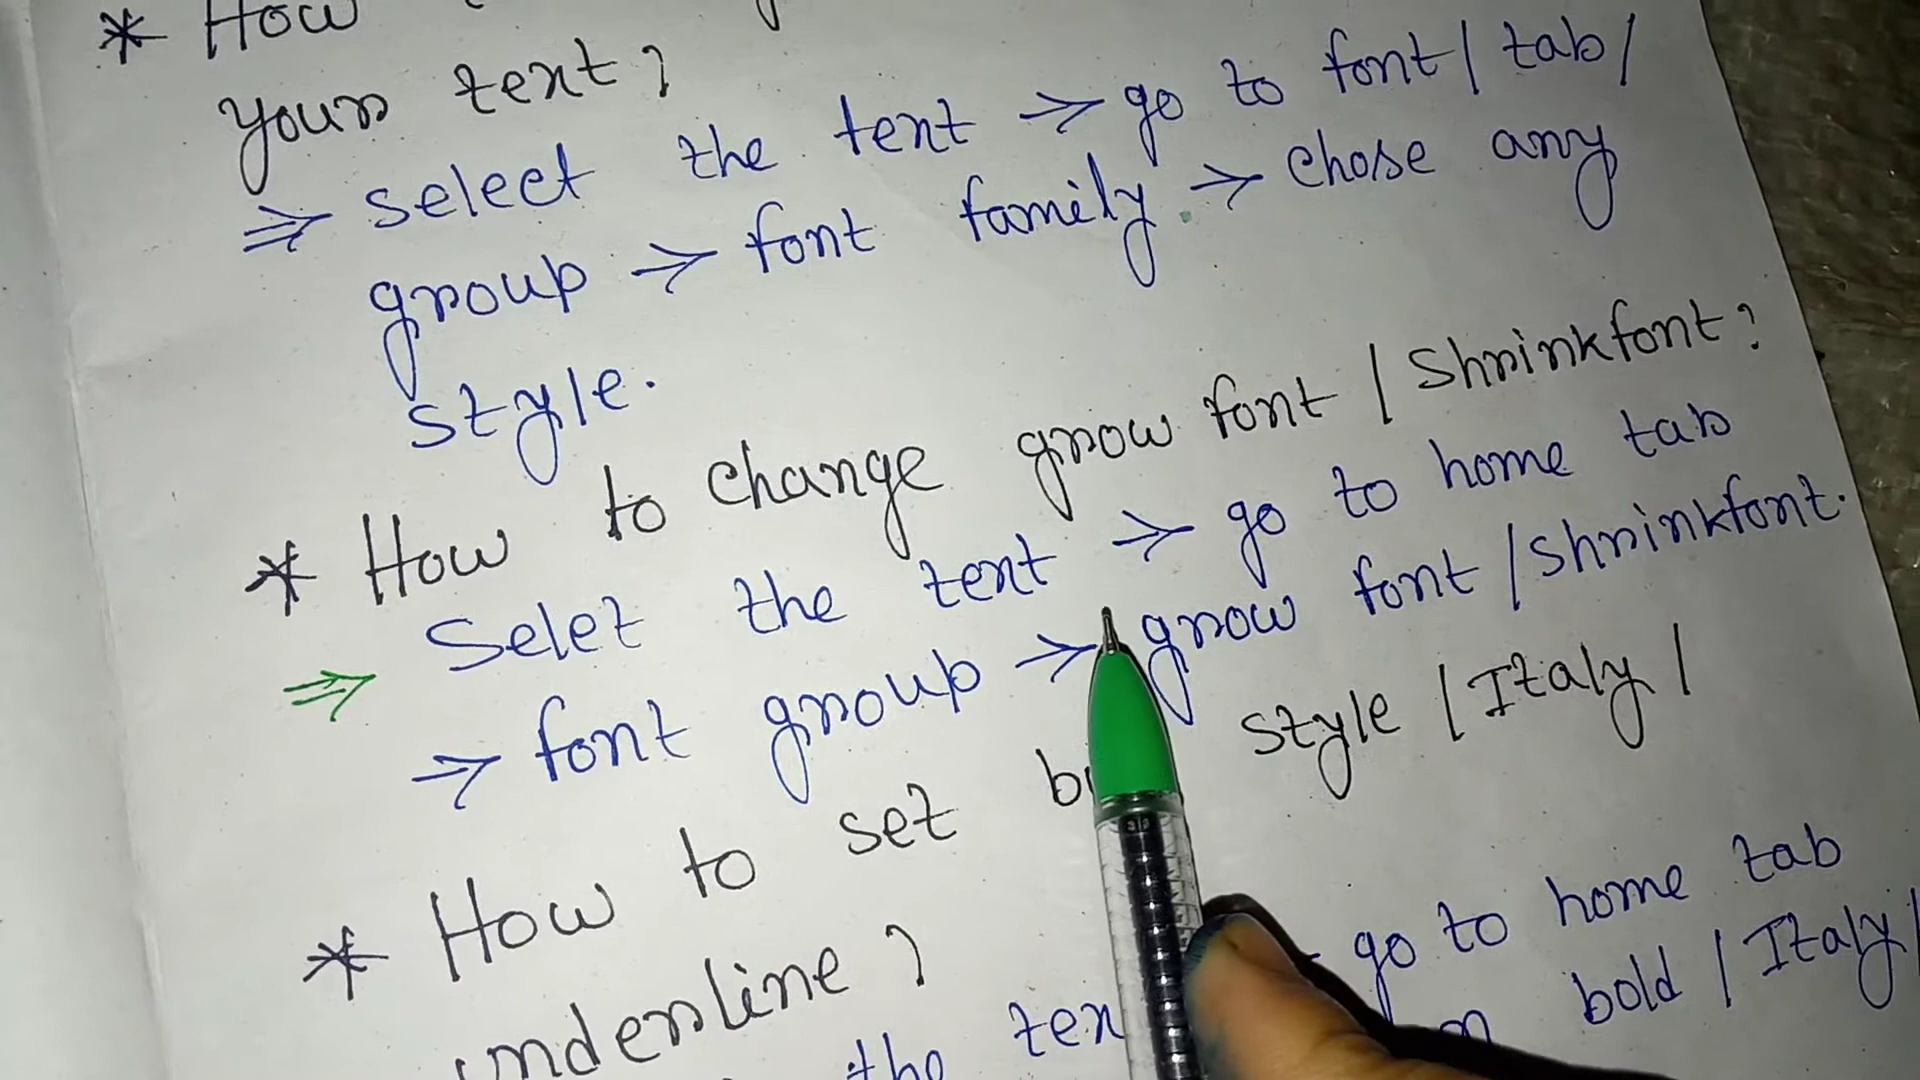 * How
your text?
⇒ select the text → go to font / tab /
group → font family → chose any
style.
* How to change grow font / Shrinkfont?
⇒ Selet the text → go to home tab
→ font group → grow font / Shrinkfont.
* How to set style / Italy /
underline?
the go to home tab
bold / Italy /